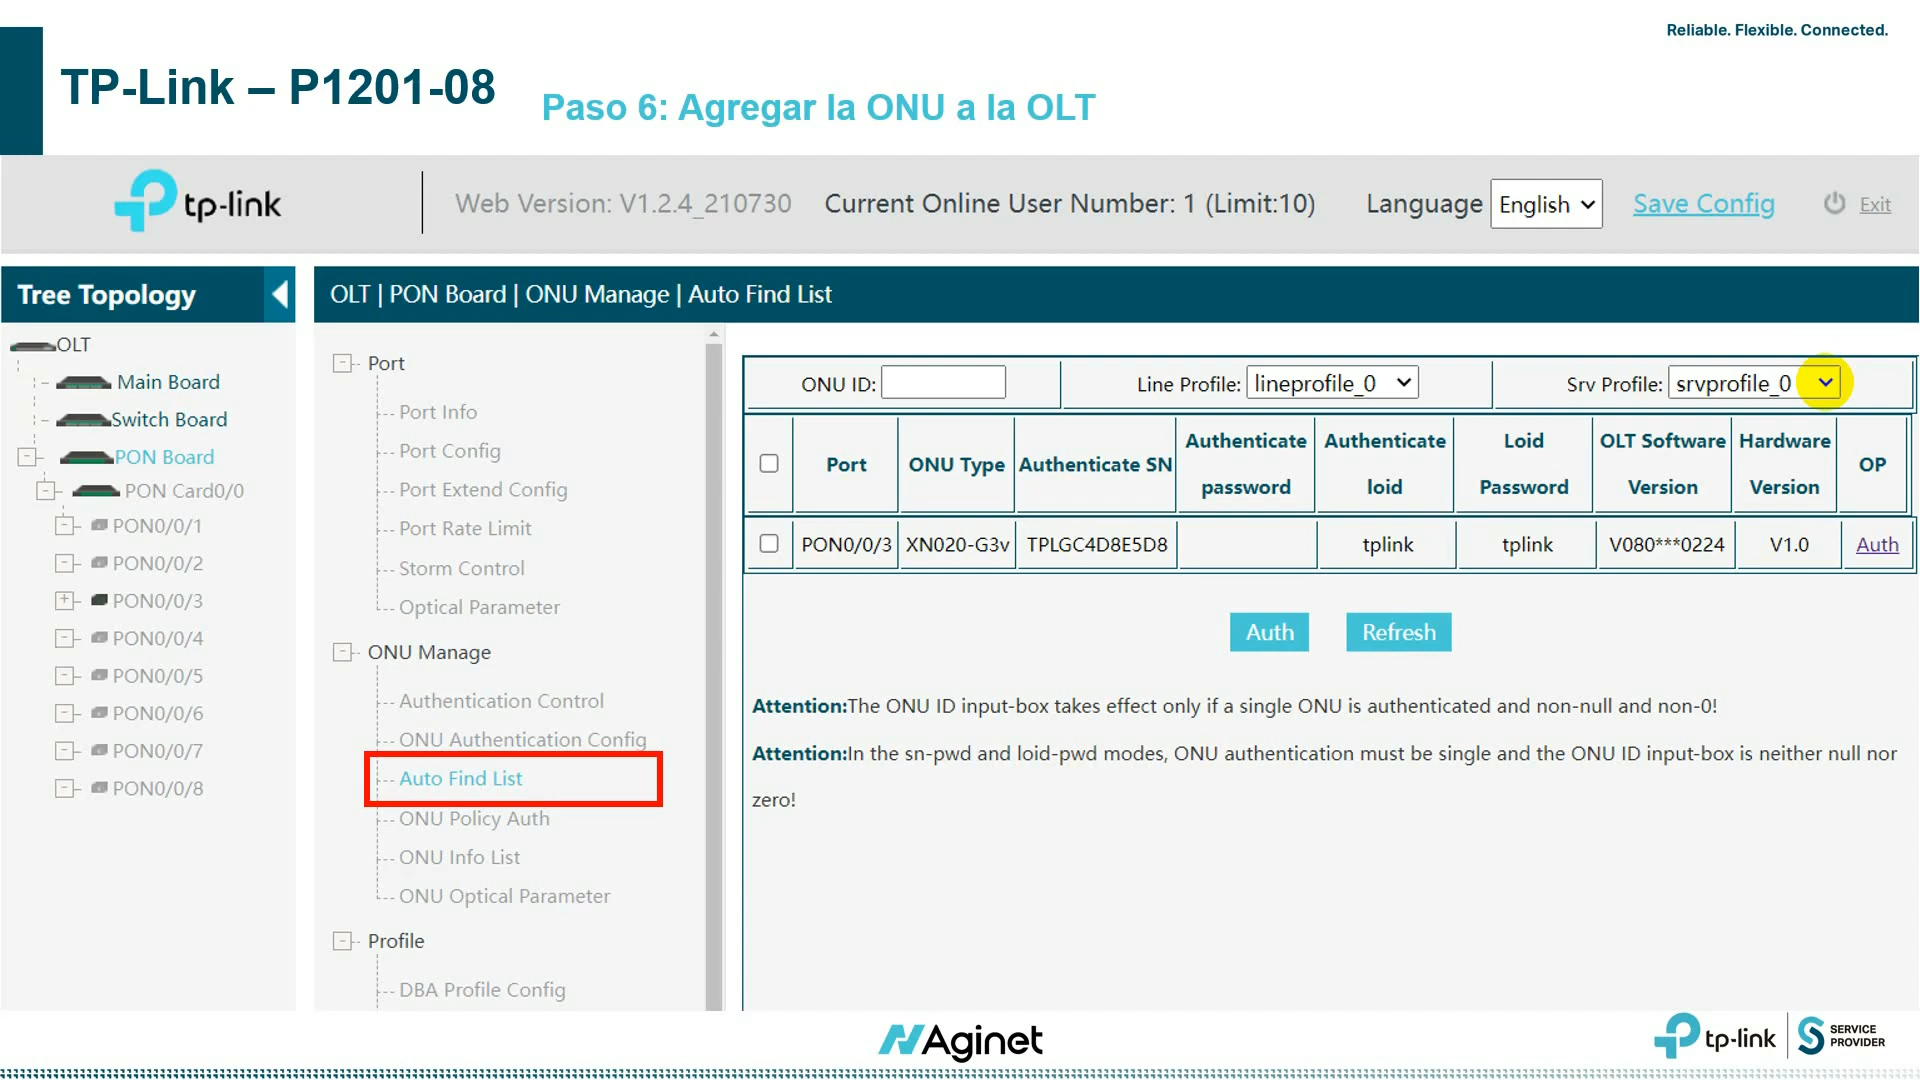 Reliable. Flexible. Connected.
TP-Link – P1201-08
Paso 6: Agregar la ONU a la OLT
tp-link
Web Version: V1.2.4_210730
Current Online User Number: 1 (Limit:10)
Language English
Save Config
Exit
Tree Topology
OLT
Main Board
Switch Board
PON Board
PON Card0/0
PON0/0/1
PON0/0/2
PON0/0/3
PON0/0/4
PON0/0/5
PON0/0/6
PON0/0/7
PON0/0/8
OLT | PON Board | ONU Manage | Auto Find List
Port
Port Info
Port Config
Port Extend Config
Port Rate Limit
Storm Control
Optical Parameter
ONU Manage
Authentication Control
ONU Authentication Config
Auto Find List
ONU Policy Auth
ONU Info List
ONU Optical Parameter
Profile
DBA Profile Config
ONU ID: Line Profile: lineprofile_0 Srv Profile: srvprofile_0
Port ONU Type Authenticate SN Authenticate password Authenticate loid Loid Password OLT Software Version Hardware Version OP
PON0/0/3 XN020-G3v TPLGC4D8E5D8 tplink tplink V080***0224 V1.0 Auth
Auth Refresh
Attention:The ONU ID input-box takes effect only if a single ONU is authenticated and non-null and non-0!
Attention:In the sn-pwd and loid-pwd modes, ONU authentication must be single and the ONU ID input-box is neither null nor
zero!
Aginet
tp-link
SERVICE
PROVIDER